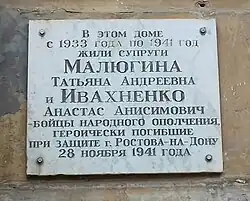 В этом доме
с 1933 года по 1941 год
жили супруги
Малюгина
Татьяна Андреевна
и Ивахненко
Анастас Анисимович
-бойцы народного ополчения,
героически погибшие
при защите г. Ростова-на-Дону
28 ноября 1941 года